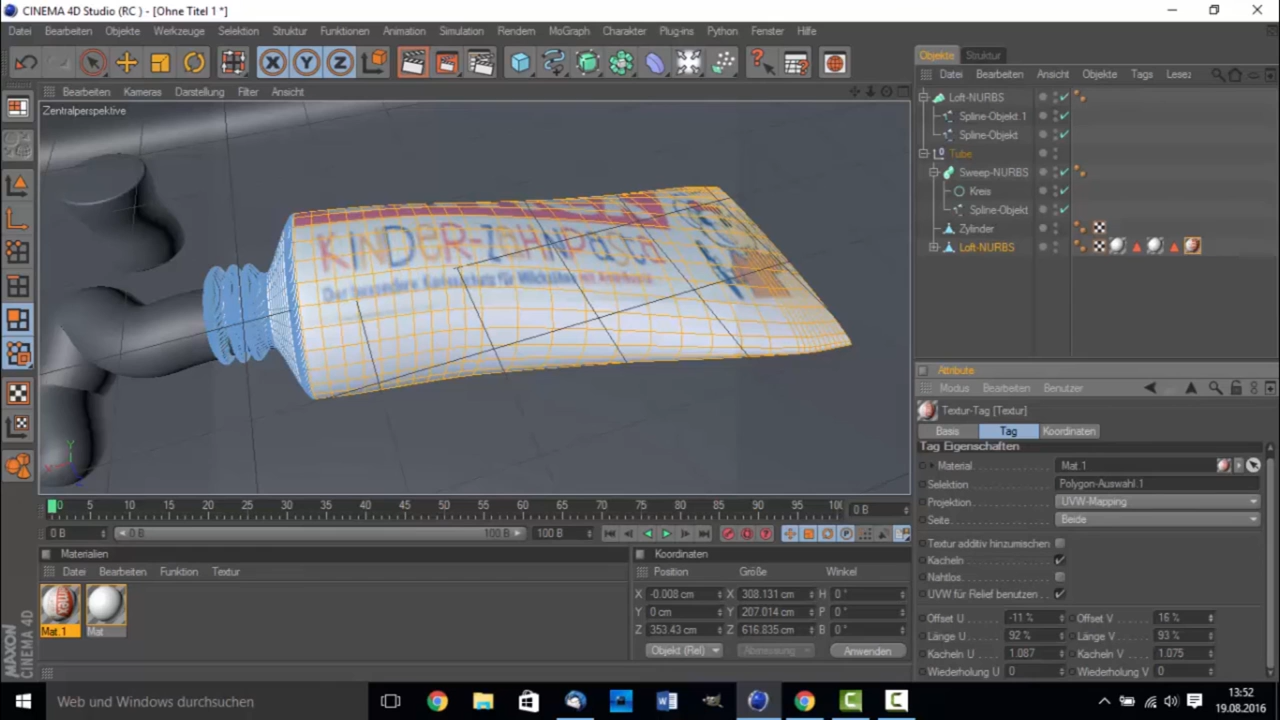 CINEMA 4D Studio (RC ) - [Ohne Titel 1 *]
Datei Bearbeiten Objekte Werkzeuge Selektion Struktur Funktionen Animation Simulation Rendern MoGraph Charakter Plug-ins Python Fenster Hilfe
X Y Z
Bearbeiten Kameras Darstellung Filter Ansicht
Zentralperspektive
KINDER-ZAHNPasta
Der besondere Kariesschutz für Milchzähne mit Aminfluorid
Y
X
0 5 10 15 20 25 30 35 40 45 50 55 60 65 70 75 80 85 90 95 100 0 B
0 B 0 B 100 B 100 B
Materialien
Datei Bearbeiten Funktion Textur
Mat.1 Mat
MAXON
CINEMA 4D
Koordinaten
Position Größe Winkel
X -0.008 cm X 308.131 cm H 0 °
Y 0 cm Y 207.014 cm P 0 °
Z 353.43 cm Z 616.835 cm B 0 °
Objekt (Rel) Abmessung Anwenden
Objekte Struktur
Datei Bearbeiten Ansicht Objekte Tags Lesez
Loft-NURBS
Spline-Objekt.1
Spline-Objekt
Tube
Sweep-NURBS
Kreis
Spline-Objekt
Zylinder
Loft-NURBS
Attribute
Modus Bearbeiten Benutzer
Textur-Tag [Textur]
Basis Tag Koordinaten
Tag Eigenschaften
Material Mat.1
Selektion Polygon-Auswahl.1
Projektion UVW-Mapping
Seite Beide
Textur additiv hinzumischen
Kacheln
Nahtlos
UVW für Relief benutzen
Offset U -11 % Offset V 16 %
Länge U 92 % Länge V 93 %
Kacheln U 1.087 Kacheln V 1.075
Wiederholung U 0 Wiederholung V 0
Web und Windows durchsuchen
13:52
19.08.2016